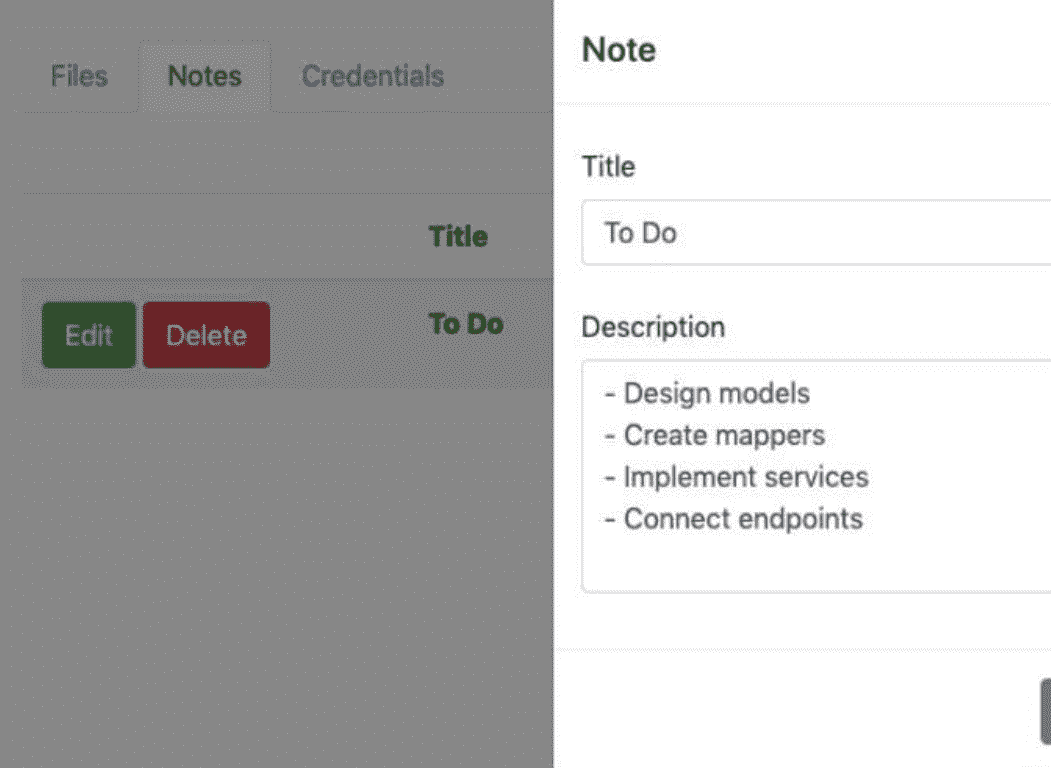 Files Notes Credentials
Title
Edit Delete To Do
Note
Title
To Do
Description
- Design models
- Create mappers
- Implement services
- Connect endpoints